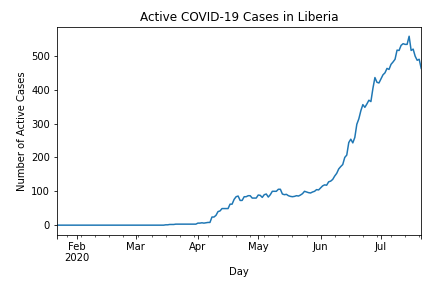 Active COVID-19 Cases in Liberia
Number of Active Cases
500
400
300
200
100
0
Feb Mar Apr May Jun Jul
2020
Day